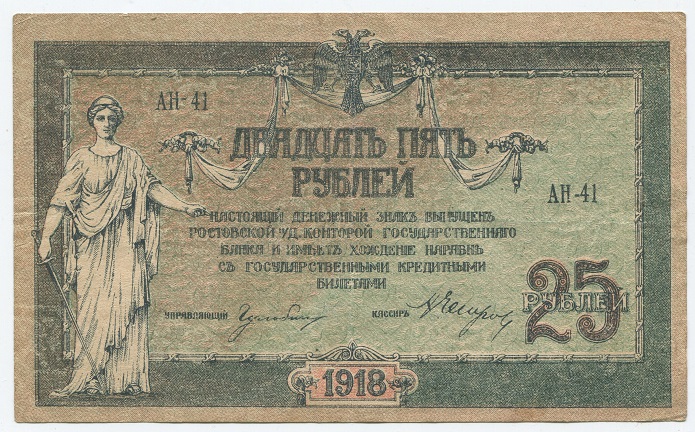 АН-41
ДВАДЦАТЬ ПЯТЬ
РУБЛЕЙ
АН-41
НАСТОЯЩIЙ ДЕНЕЖНЫЙ ЗНАКЪ ВЫПУЩЕНЪ
РОСТОВСКОЙ УД. КОНТОРОЙ ГОСУДАРСТВЕННАГО
БАНКА И ИМѢЕТЪ ХОЖДЕНIЕ НАРАВНѢ
СЪ ГОСУДАРСТВЕННЫМИ КРЕДИТНЫМИ
БИЛЕТАМИ
25
РУБЛЕЙ
УПРАВЛЯЮЩIЙ
КАССИРЪ
1918